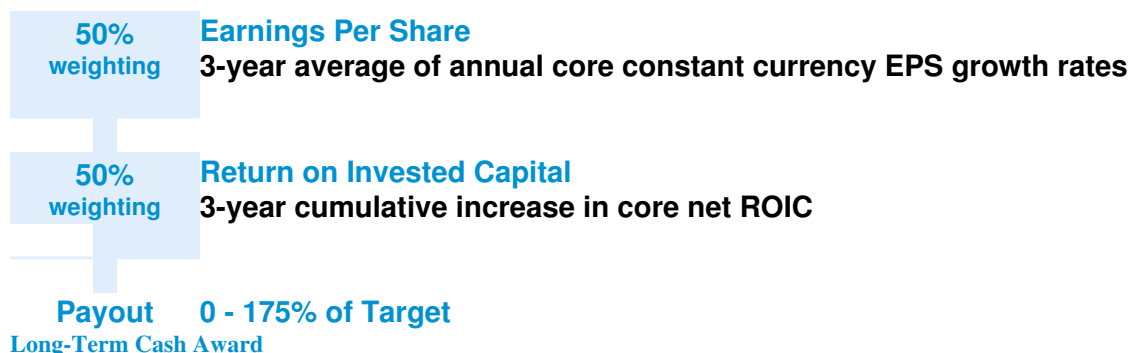 50% Earnings Per Share
weighting 3-year average of annual core constant currency EPS growth rates
50% Return on Invested Capital
weighting 3-year cumulative increase in core net ROIC
Payout 0 - 175% of Target
Long-Term Cash Award